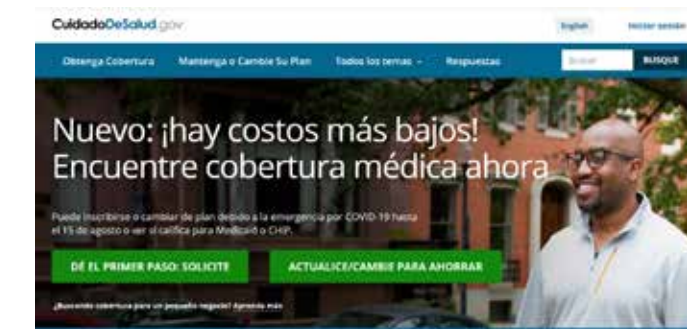 CuidadoDeSalud.gov
English
Iniciar sesión
Obtenga Cobertura
Mantenga o Cambie Su Plan
Todos los temas
Respuestas
BUSQUE
Nuevo: ¡hay costos más bajos!
Encuentre cobertura médica ahora
Puede inscribirse o cambiar de plan debido a la emergencia por COVID-19 hasta
el 15 de agosto o ver si califica para Medicaid o CHIP.
DÉ EL PRIMER PASO: SOLICITE
ACTUALICE/CAMBIE PARA AHORRAR
¿Buscando cobertura para un pequeño negocio? Aprenda más